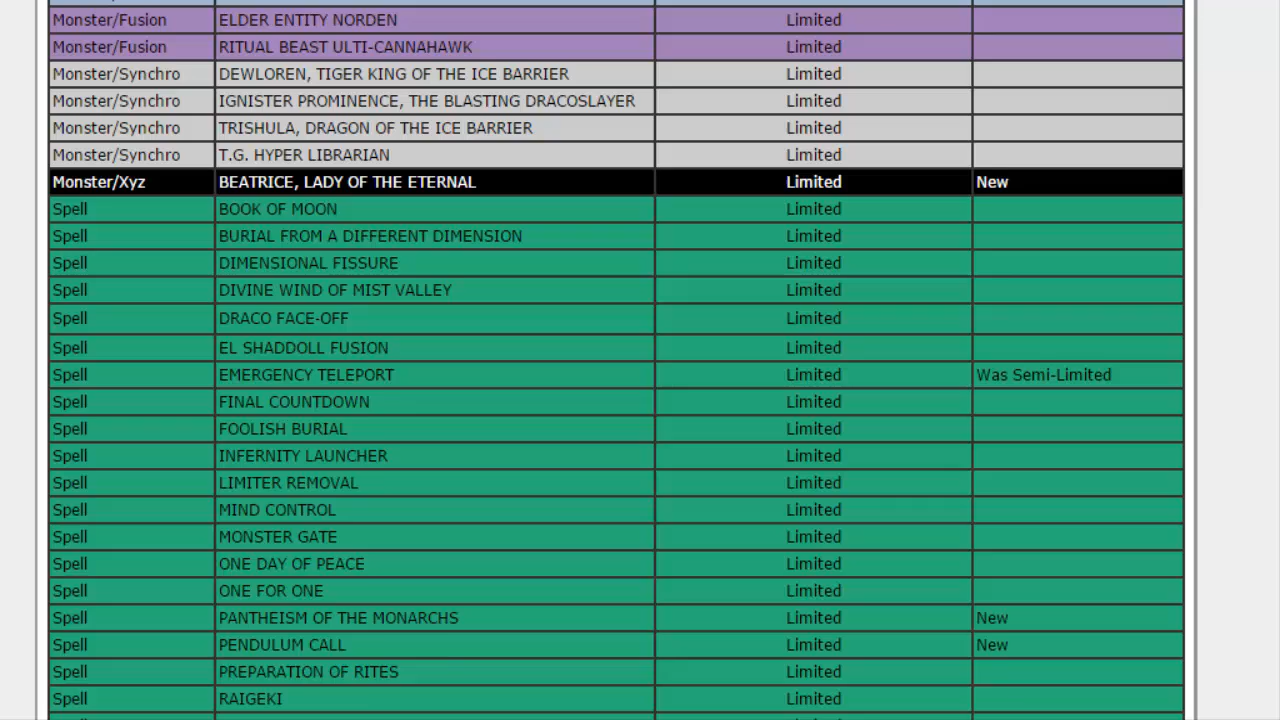 Monster/Fusion ELDER ENTITY NORDEN Limited
Monster/Fusion RITUAL BEAST ULTI-CANNAHAWK Limited
Monster/Synchro DEWLOREN, TIGER KING OF THE ICE BARRIER Limited
Monster/Synchro IGNISTER PROMINENCE, THE BLASTING DRACOSLAYER Limited
Monster/Synchro TRISHULA, DRAGON OF THE ICE BARRIER Limited
Monster/Synchro T.G. HYPER LIBRARIAN Limited
Monster/Xyz BEATRICE, LADY OF THE ETERNAL Limited New
Spell BOOK OF MOON Limited
Spell BURIAL FROM A DIFFERENT DIMENSION Limited
Spell DIMENSIONAL FISSURE Limited
Spell DIVINE WIND OF MIST VALLEY Limited
Spell DRACO FACE-OFF Limited
Spell EL SHADDOLL FUSION Limited
Spell EMERGENCY TELEPORT Limited Was Semi-Limited
Spell FINAL COUNTDOWN Limited
Spell FOOLISH BURIAL Limited
Spell INFERNITY LAUNCHER Limited
Spell LIMITER REMOVAL Limited
Spell MIND CONTROL Limited
Spell MONSTER GATE Limited
Spell ONE DAY OF PEACE Limited
Spell ONE FOR ONE Limited
Spell PANTHEISM OF THE MONARCHS Limited New
Spell PENDULUM CALL Limited New
Spell PREPARATION OF RITES Limited
Spell RAIGEKI Limited